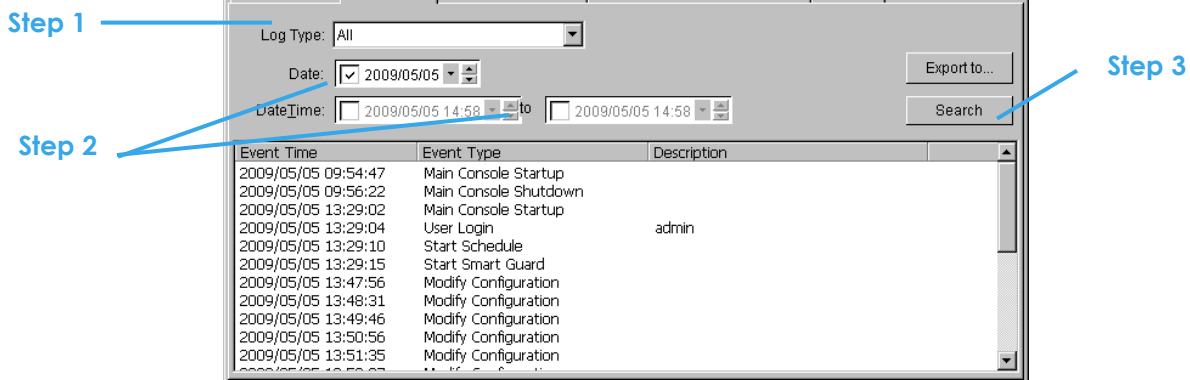 Step 1
Log Type: All
Date: 2009/05/05
Export to...
Step 3
DateTime: 2009/05/05 14:58 to 2009/05/05 14:58
Search
Step 2
Event Time Event Type Description
2009/05/05 09:54:47 Main Console Startup
2009/05/05 09:56:22 Main Console Shutdown
2009/05/05 13:29:02 Main Console Startup
2009/05/05 13:29:04 User Login admin
2009/05/05 13:29:10 Start Schedule
2009/05/05 13:29:15 Start Smart Guard
2009/05/05 13:47:56 Modify Configuration
2009/05/05 13:48:31 Modify Configuration
2009/05/05 13:49:46 Modify Configuration
2009/05/05 13:50:56 Modify Configuration
2009/05/05 13:51:35 Modify Configuration